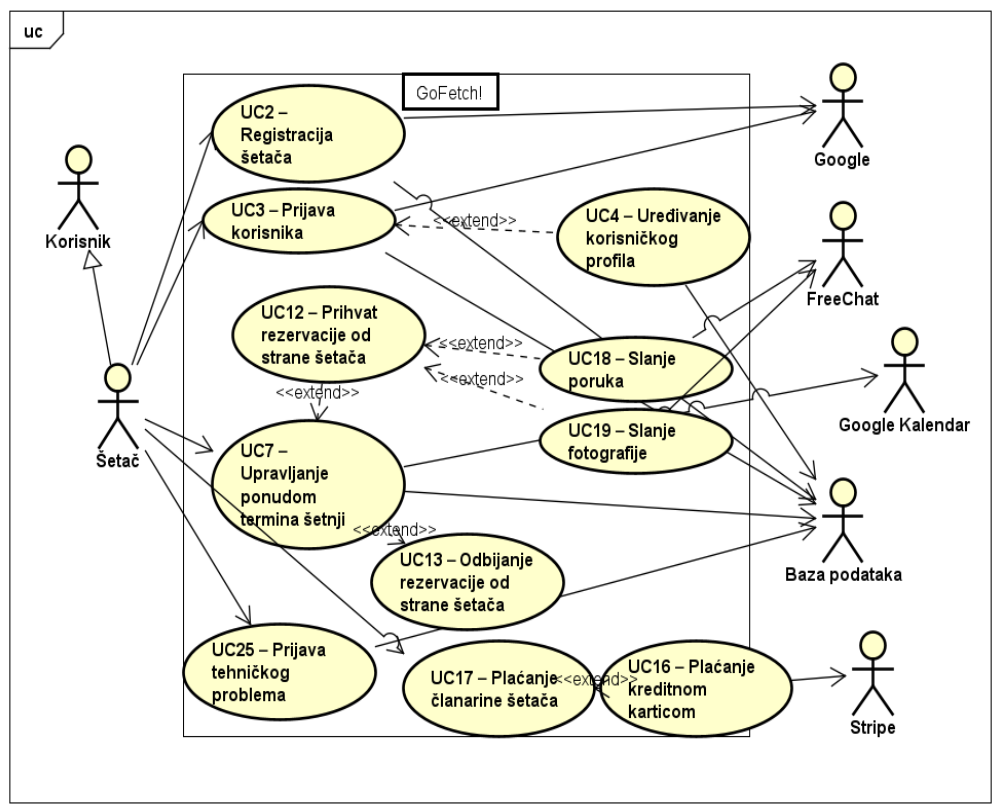 uc
GoFetch!
UC2 –
Registracija
šetača
Google
UC3 – Prijava
korisnika
<<extend>>
UC4 – Uređivanje
korisničkog
profila
Korisnik
FreeChat
UC12 – Prihvat
rezervacije od
strane šetača
<<extend>>
UC18 – Slanje
poruka
<<extend>>
<<extend>>
Google Kalendar
Šetač
UC7 –
Upravljanje
ponudom
termina šetnji
UC19 – Slanje
fotografije
<<extend>>
UC13 – Odbijanje
rezervacije od
strane šetača
Baza podataka
UC25 – Prijava
tehničkog
problema
UC17 – Plaćanje
članarine šetača
<<extend>>
UC16 – Plaćanje
kreditnom
karticom
Stripe